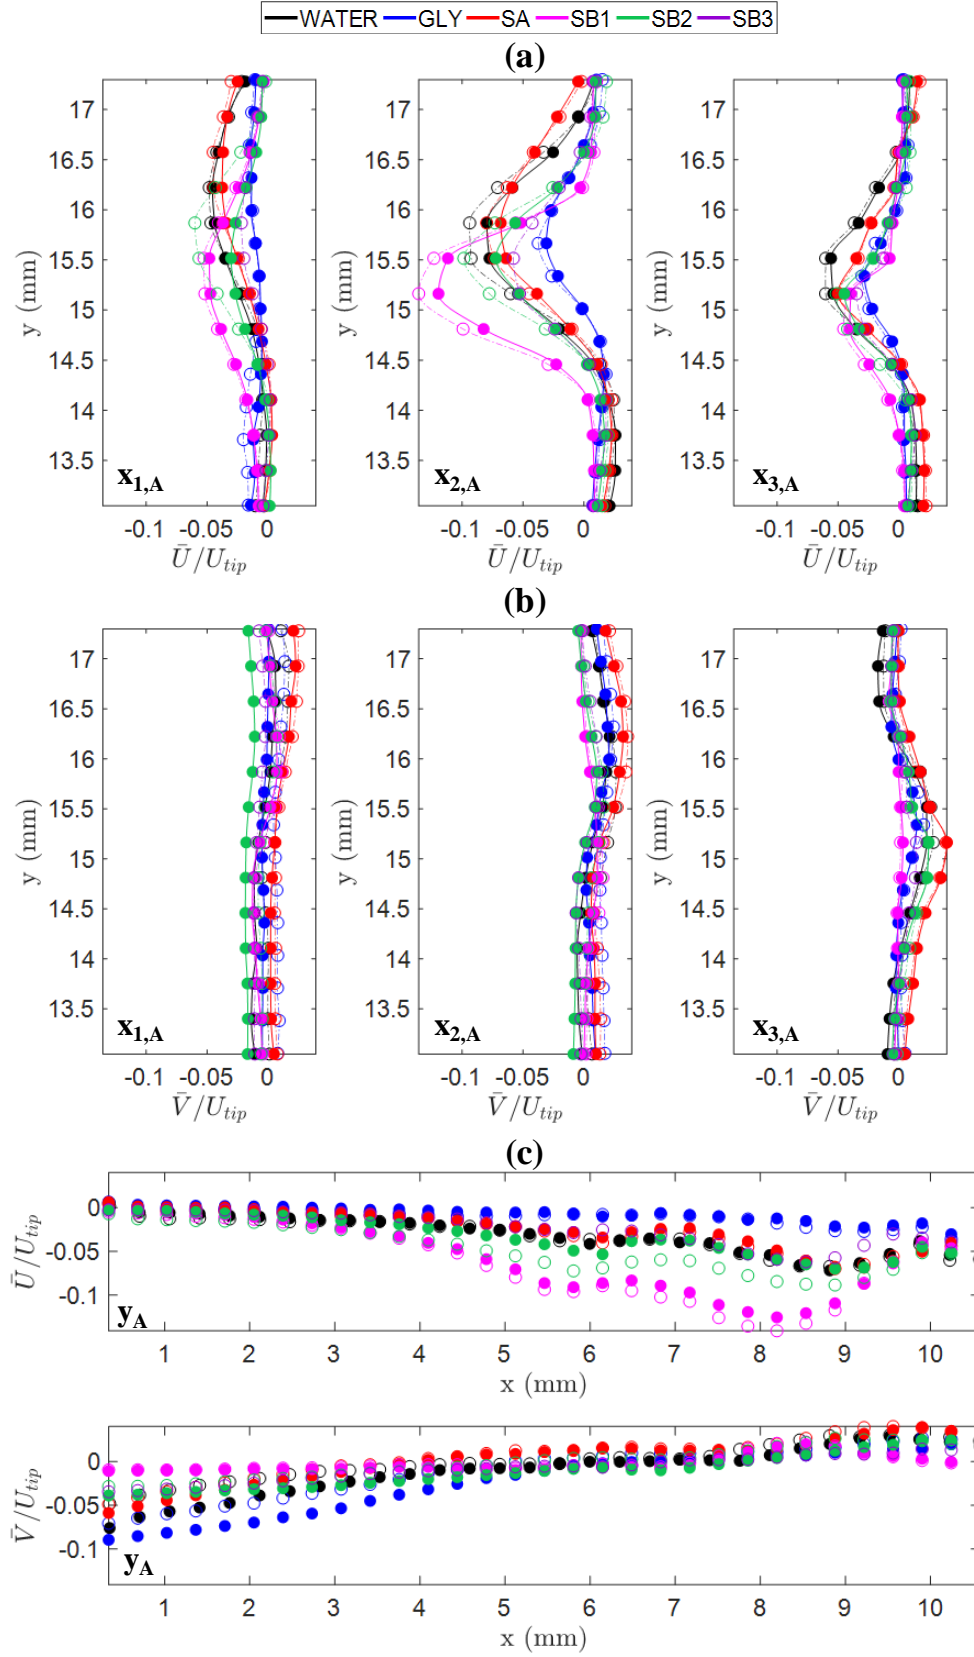 WATER GLY SA SB1 SB2 SB3
(a)
17 16.5 16 15.5 15 14.5 14 13.5
y (mm)
x1,A
-0.1 -0.05 0
Ū/Utip
17 16.5 16 15.5 15 14.5 14 13.5
y (mm)
x2,A
-0.1 -0.05 0
Ū/Utip
17 16.5 16 15.5 15 14.5 14 13.5
y (mm)
x3,A
-0.1 -0.05 0
Ū/Utip
(b)
17 16.5 16 15.5 15 14.5 14 13.5
y (mm)
x1,A
-0.1 -0.05 0
V̄/Utip
17 16.5 16 15.5 15 14.5 14 13.5
y (mm)
x2,A
-0.1 -0.05 0
V̄/Utip
17 16.5 16 15.5 15 14.5 14 13.5
y (mm)
x3,A
-0.1 -0.05 0
V̄/Utip
(c)
0 -0.05 -0.1
Ū/Utip
yA
1 2 3 4 5 6 7 8 9 10
x (mm)
0 -0.05 -0.1
V̄/Utip
yA
1 2 3 4 5 6 7 8 9 10
x (mm)